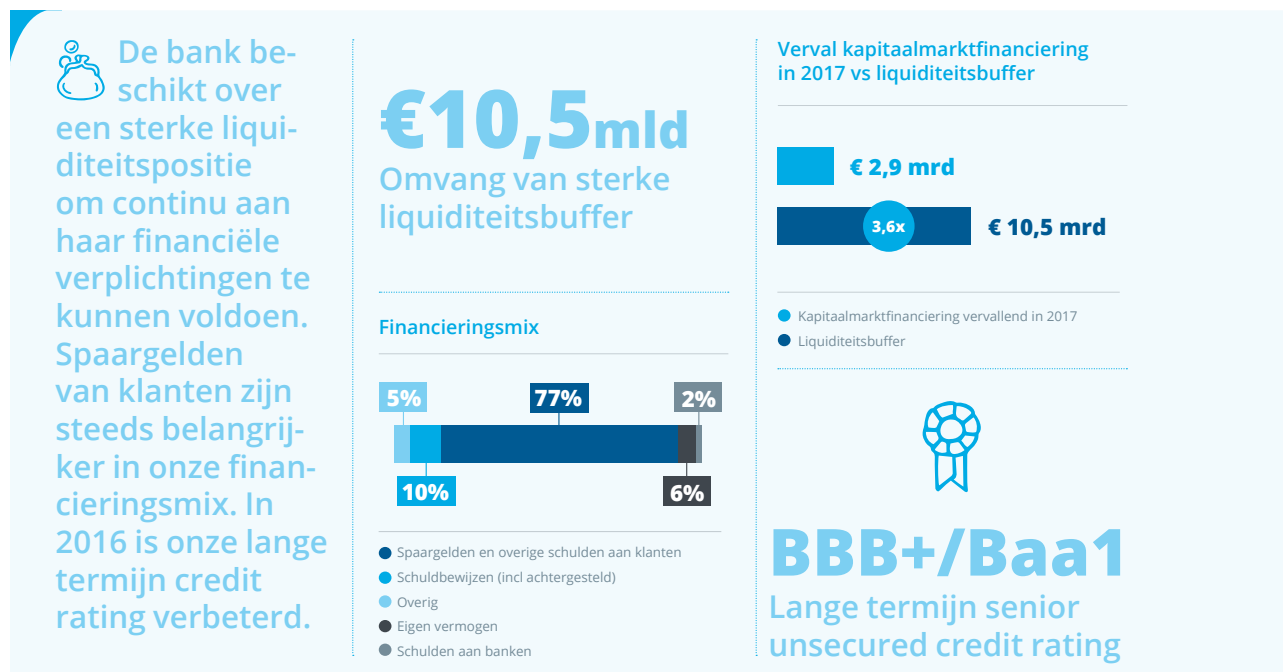 De bank be-
schikt over
een sterke liqui-
diteitspositie
om continu aan
haar financiële
verplichtingen te
kunnen voldoen.
Spaargelden
van klanten zijn
steeds belangrij-
ker in onze finan-
cieringsmix. In
2016 is onze lange
termijn credit
rating verbeterd.
€10,5mld
Omvang van sterke
liquiditeitsbuffer
Financieringsmix
5% 77% 2%
10% 6%
Spaargelden en overige schulden aan klanten
Schuldbewijzen (incl achtergesteld)
Overig
Eigen vermogen
Schulden aan banken
Verval kapitaalmarktfinanciering
in 2017 vs liquiditeitsbuffer
€ 2,9 mrd
3,6x € 10,5 mrd
Kapitaalmarktfinanciering vervallend in 2017
Liquiditeitsbuffer
BBB+/Baa1
Lange termijn senior
unsecured credit rating